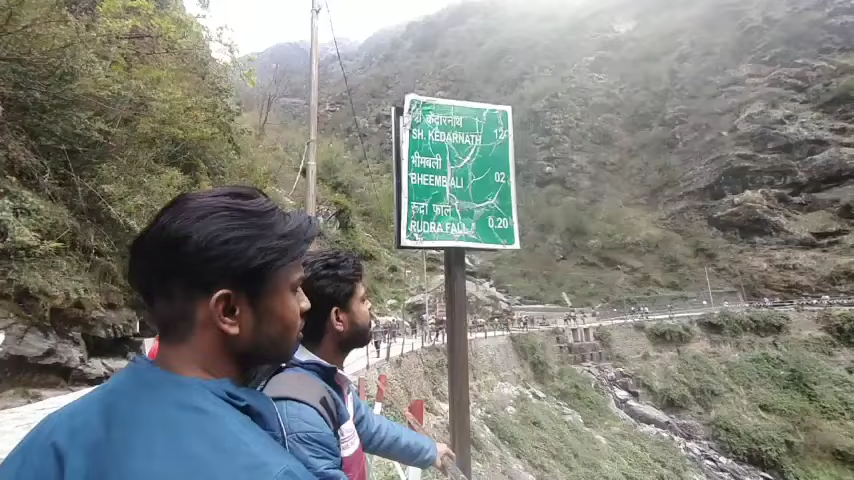 श्री केदारनाथ
SH. KEDARNATH 12
भीमबली
BHEEMBALI 02
रूद्रा फाल
RUDRA FALL 0.20